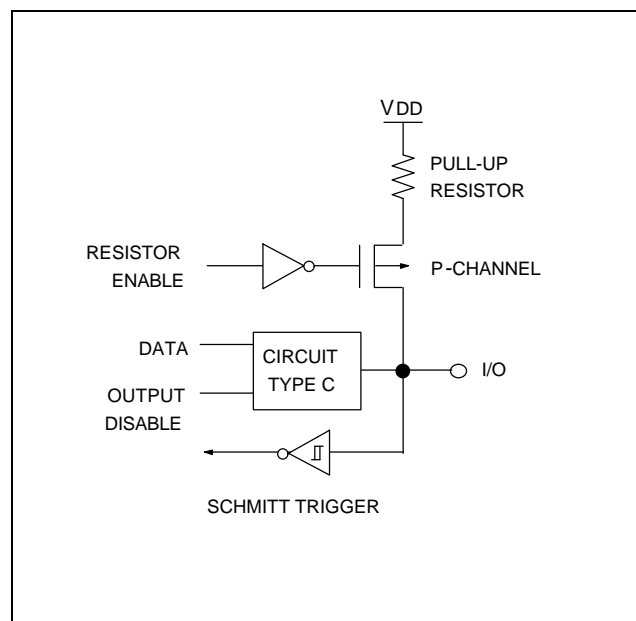 VDD
PULL-UP
RESISTOR
RESISTOR
ENABLE
P-CHANNEL
DATA
CIRCUIT
TYPE C
I/O
OUTPUT
DISABLE
SCHMITT TRIGGER